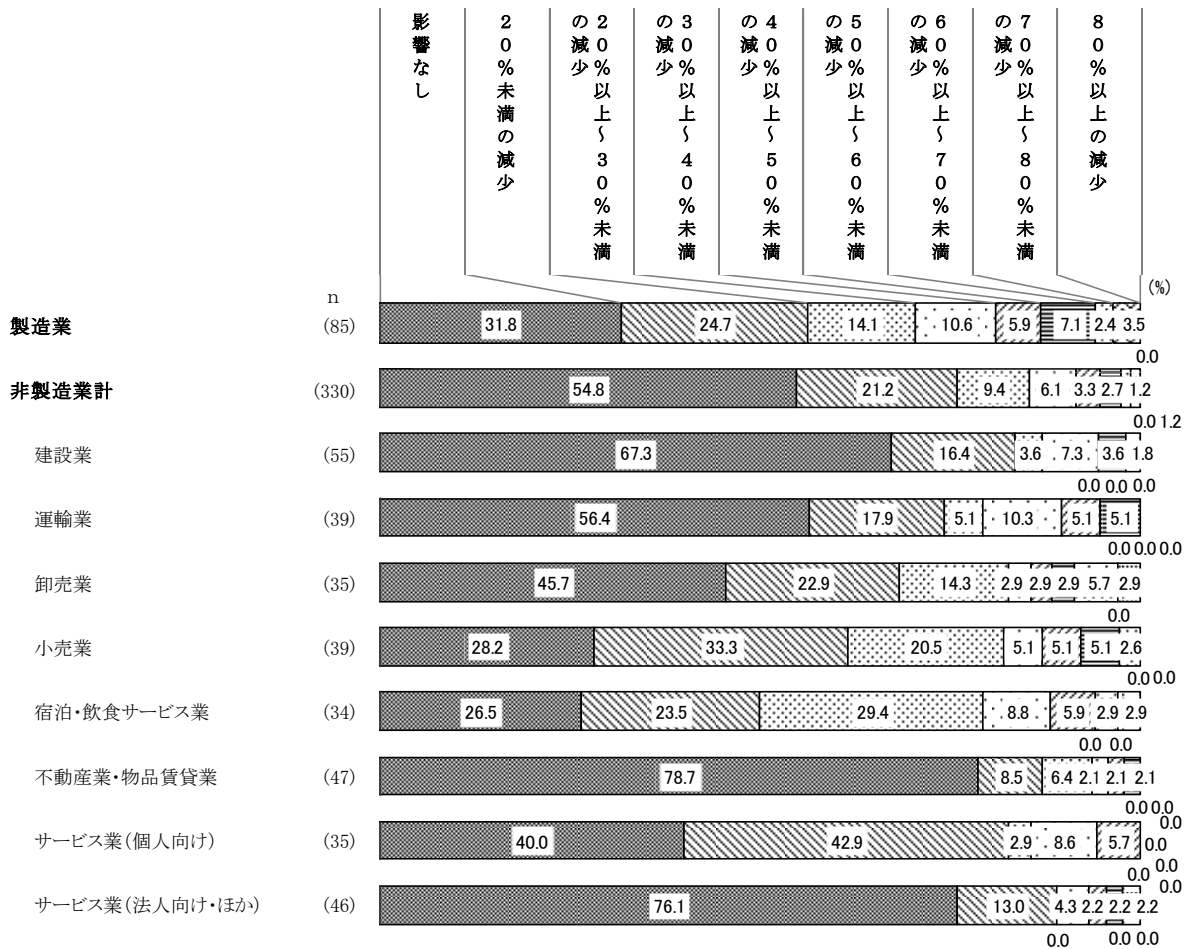 影響なし
20%未満の減少
20%以上～30%未満
の減少
30%以上～40%未満
の減少
40%以上～50%未満
の減少
50%以上～60%未満
の減少
60%以上～70%未満
の減少
70%以上～80%未満
の減少
80%以上の減少
(%)
n
製造業 (85) 31.8 24.7 14.1 10.6 5.9 7.1 2.4 3.5
0.0
非製造業計 (330) 54.8 21.2 9.4 6.1 3.3 2.7 1.2
0.0 1.2
建設業 (55) 67.3 16.4 3.6 7.3 3.6 1.8
0.0 0.0 0.0
運輸業 (39) 56.4 17.9 5.1 10.3 5.1 5.1
0.0 0.0 0.0
卸売業 (35) 45.7 22.9 14.3 2.9 2.9 2.9 5.7 2.9
0.0
小売業 (39) 28.2 33.3 20.5 5.1 5.1 5.1 2.6
0.0 0.0
宿泊・飲食サービス業 (34) 26.5 23.5 29.4 8.8 5.9 2.9 2.9
0.0 0.0
不動産業・物品賃貸業 (47) 78.7 8.5 6.4 2.1 2.1 2.1
0.0 0.0
0.0
サービス業(個人向け) (35) 40.0 42.9 2.9 8.6 5.7 0.0
0.0 0.0
0.0
サービス業(法人向け・ほか) (46) 76.1 13.0 4.3 2.2 2.2 2.2
0.0 0.0 0.0